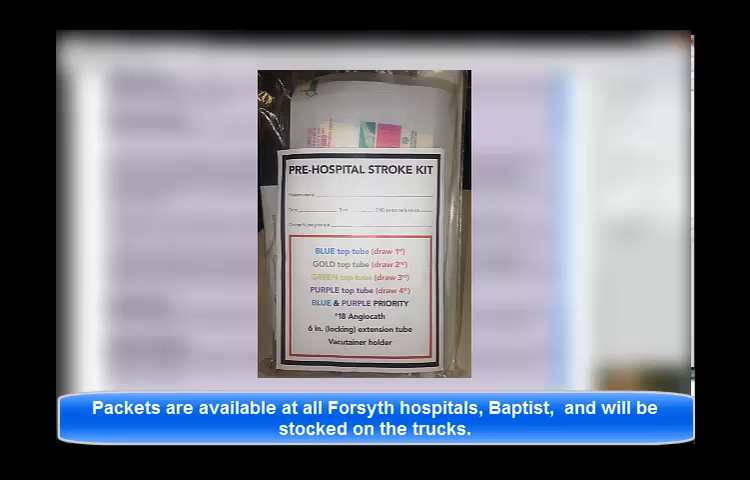 PRE-HOSPITAL STROKE KIT
BLUE top tube (draw 1st)
GOLD top tube (draw 2nd)
GREEN top tube (draw 3rd)
PURPLE top tube (draw 4th)
BLUE & PURPLE PRIORITY
*18 Angiocath
6 in. (locking) extension tube
Vacutainer holder
Packets are available at all Forsyth hospitals, Baptist, and will be
stocked on the trucks.